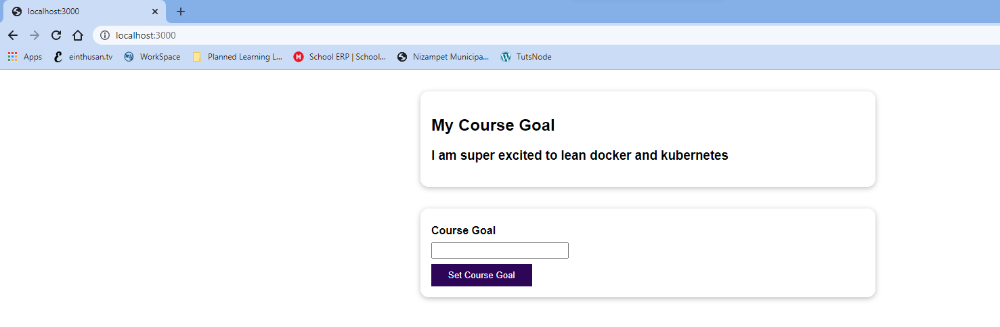 localhost:3000
localhost:3000
Apps einthusan.tv WorkSpace Planned Learning L... School ERP | School... Nizampet Municipa... TutsNode
My Course Goal
I am super excited to lean docker and kubernetes
Course Goal
Set Course Goal